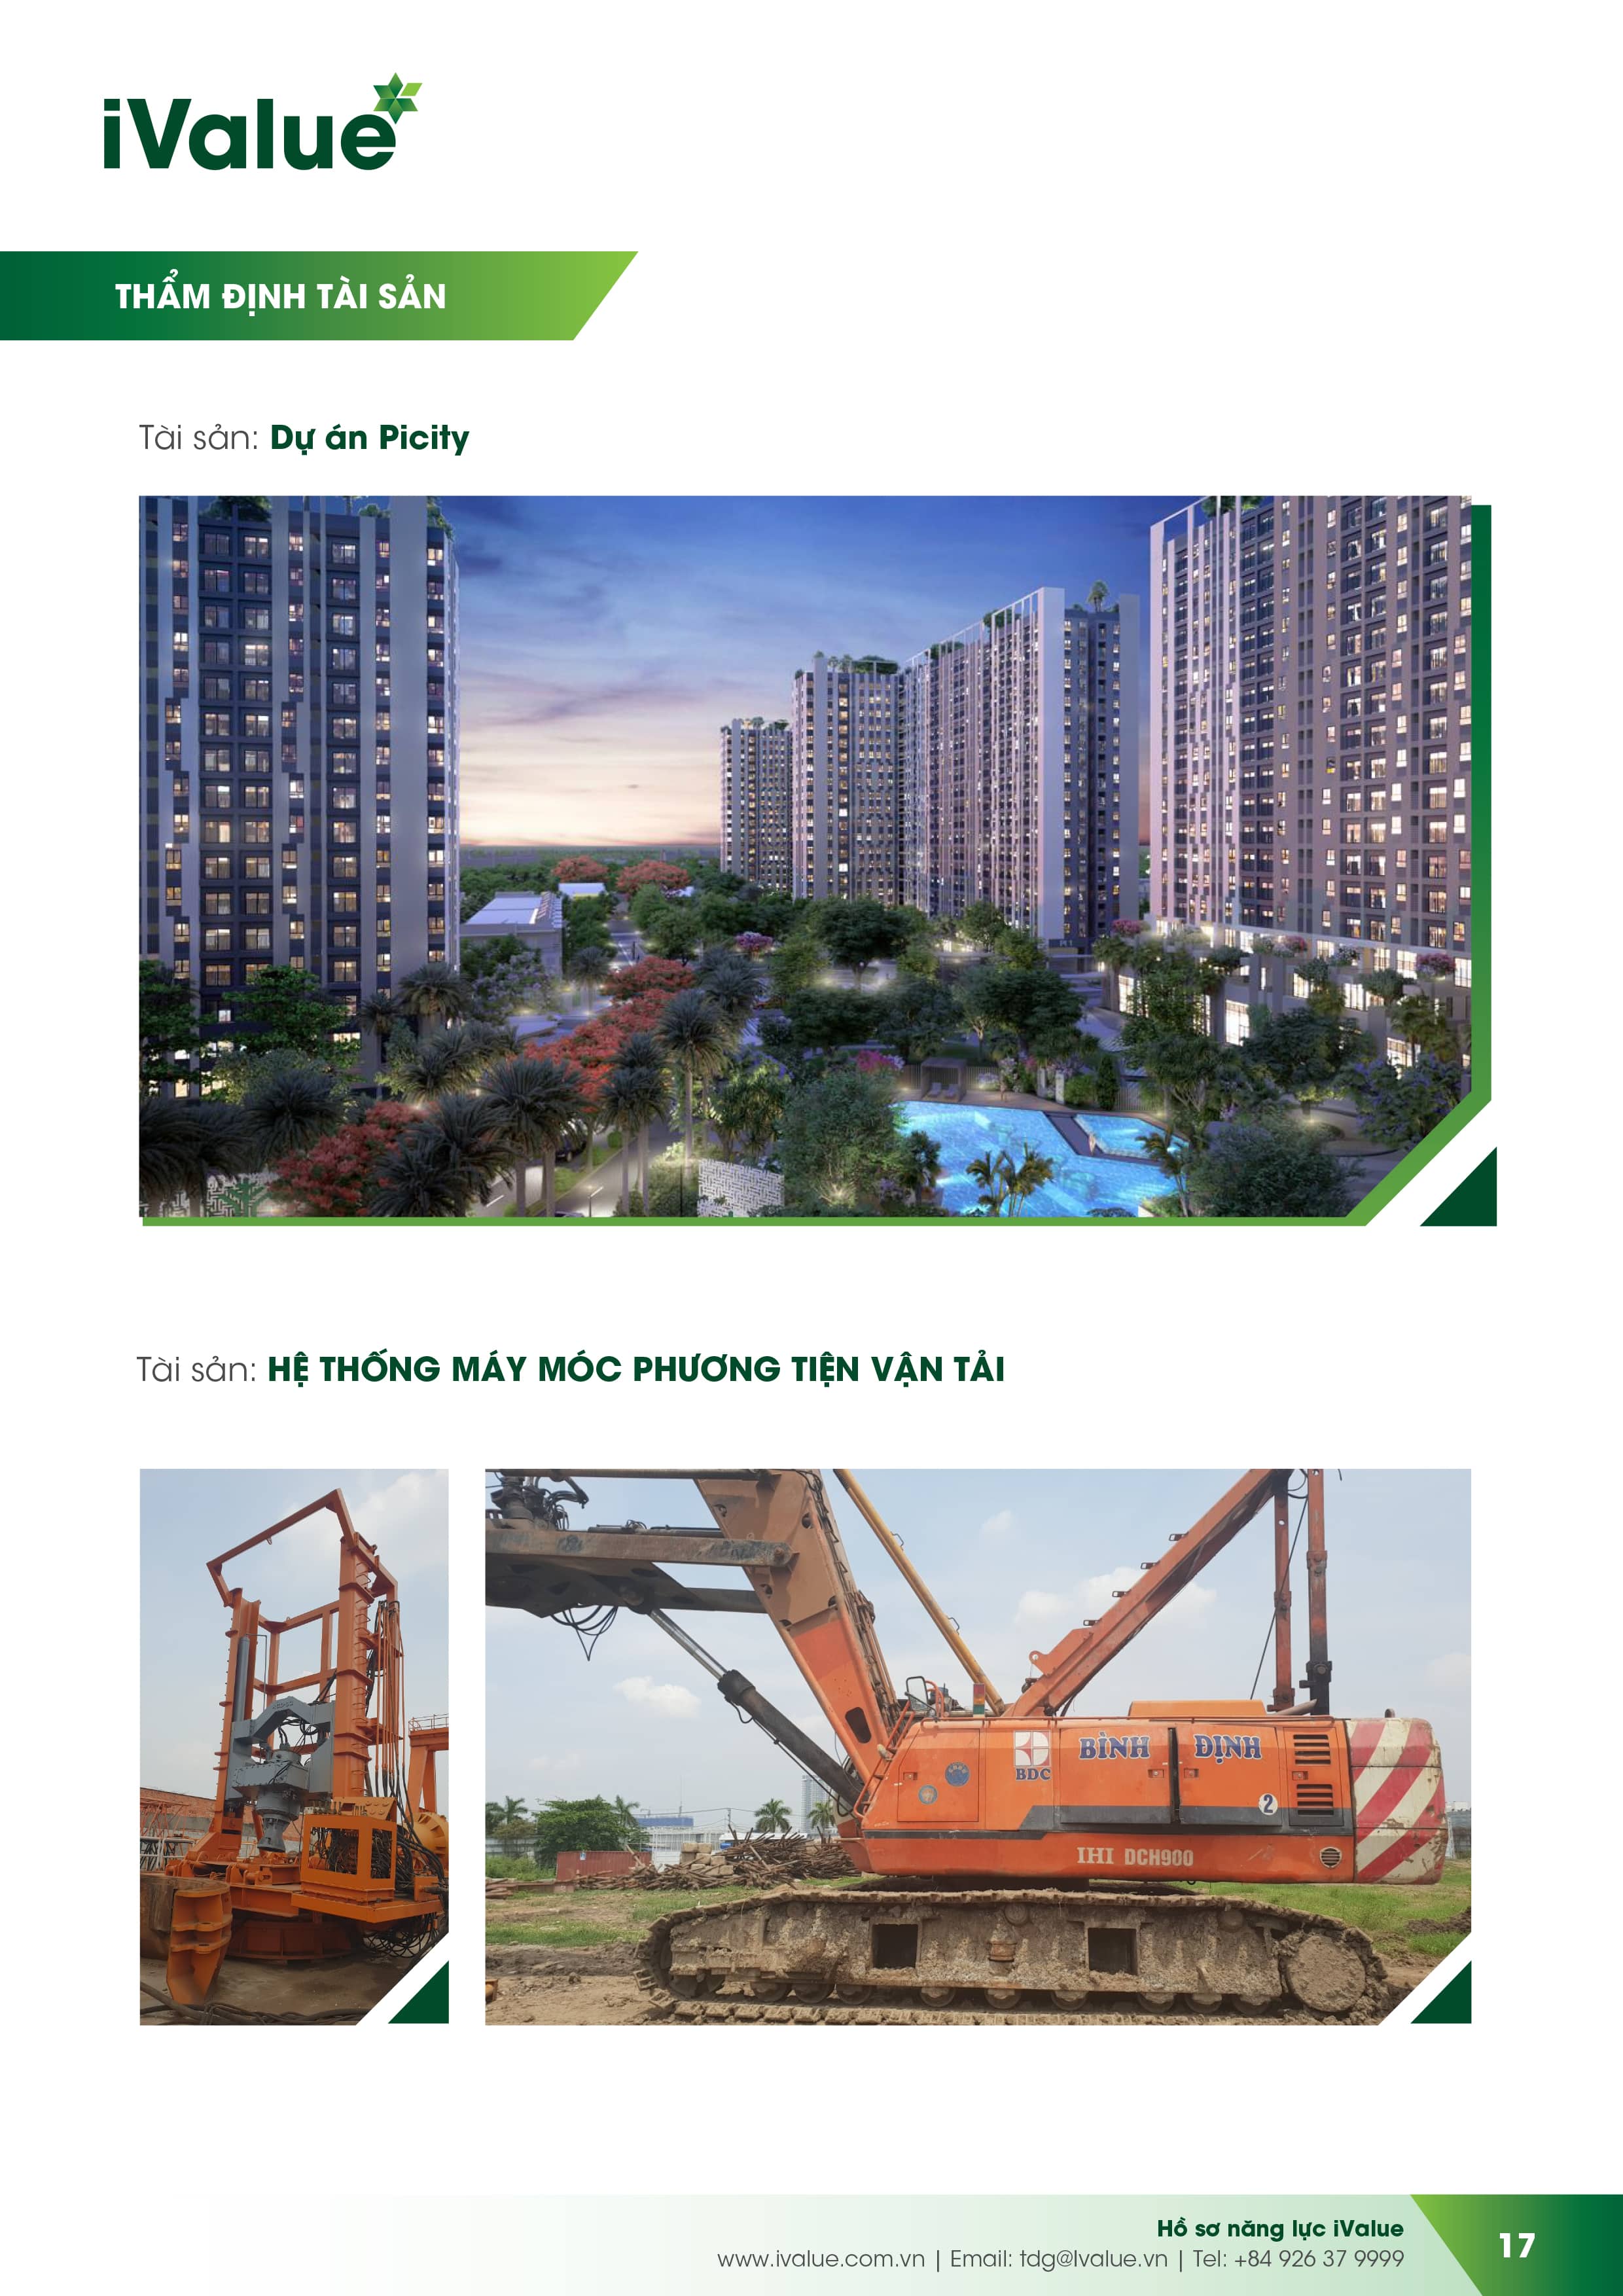 iValue
THẨM ĐỊNH TÀI SẢN
Tài sản: Dự án Picity
Tài sản: HỆ THỐNG MÁY MÓC PHƯƠNG TIỆN VẬN TẢI
BDC
BÌNH ĐỊNH
2
IHI DCH900
Hồ sơ năng lực iValue
www.ivalue.com.vn | Email: tdg@lvalue.vn | Tel: +84 926 37 9999
17